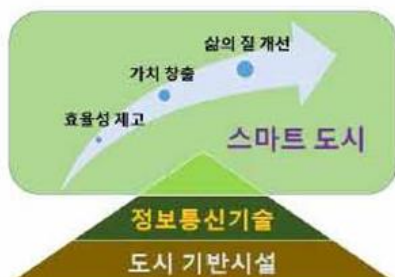 삶의 질 개선
가치 창출
효율성 제고
스마트 도시
정보통신기술
도시 기반시설